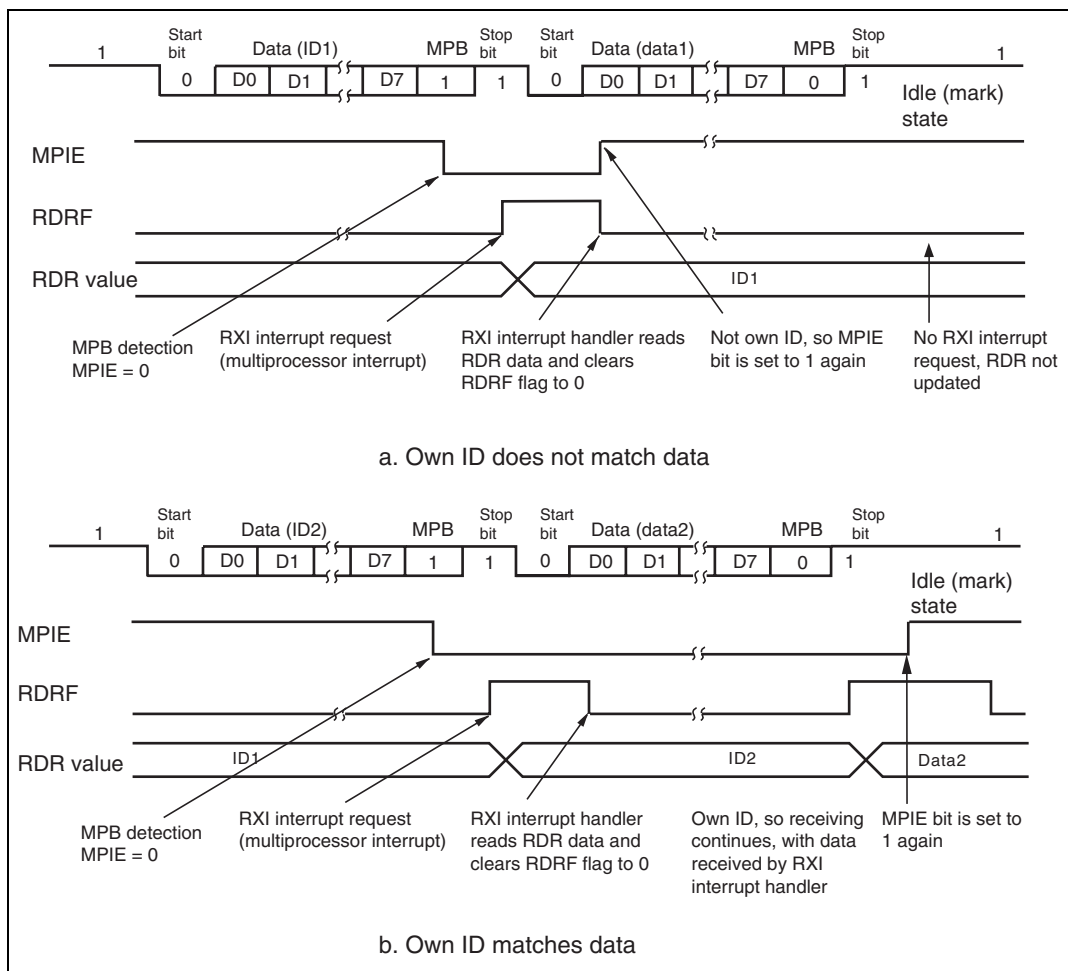 Start bit Data (ID1) MPB Stop bit Start bit Data (data1) MPB Stop bit
1 1
0 D0 D1 D7 1 1 0 D0 D1 D7 0 1
Idle (mark) state
MPIE
RDRF
RDR value
ID1
MPB detection
MPIE = 0
RXI interrupt request
(multiprocessor interrupt)
RXI interrupt handler reads
RDR data and clears
RDRF flag to 0
Not own ID, so MPIE
bit is set to 1 again
No RXI interrupt
request, RDR not
updated
a. Own ID does not match data
Start bit Data (ID2) MPB Stop bit Start bit Data (data2) MPB Stop bit
1 1
0 D0 D1 D7 1 1 0 D0 D1 D7 0 1
Idle (mark) state
MPIE
RDRF
RDR value
ID1 ID2 Data2
MPB detection
MPIE = 0
RXI interrupt request
(multiprocessor interrupt)
RXI interrupt handler
reads RDR data and
clears RDRF flag to 0
Own ID, so receiving
continues, with data
received by RXI
interrupt handler
MPIE bit is set to
1 again
b. Own ID matches data